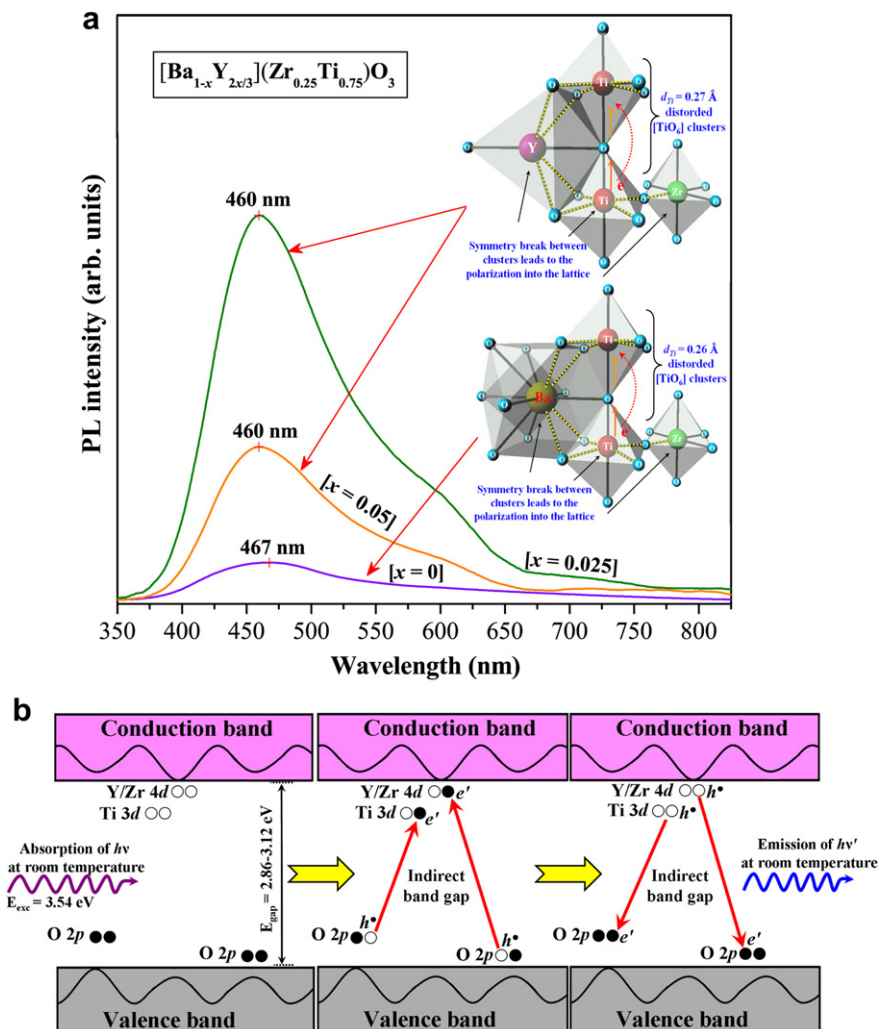 a
[Ba₁₋ₓY₂ₓ/₃](Zr₀.₂₅Ti₀.₇₅)O₃
PL intensity (arb. units)
460 nm
460 nm
467 nm
[x = 0.05]
[x = 0]
[x = 0.025]
O
Ti
O
O
O
O
O
Y
O
O
O
Ti
O
O
O
O
e'
Zr
O
d_Ti = 0.27 Å
distorded
[TiO₆] clusters
Symmetry break between
clusters leads to the
polarization into the lattice
O
Ti
O
Ba
O
Ti
O
e'
Zr
O
d_Ti = 0.26 Å
distorded
[TiO₆] clusters
Symmetry break between
clusters leads to the
polarization into the lattice
350 400 450 500 550 600 650 700 750 800
Wavelength (nm)
b
Conduction band Conduction band Conduction band
Y/Zr 4d
Ti 3d
Absorption of hν
at room temperature
E_exc = 3.54 eV
E_gap = 2.86-3.12 eV
O 2p
O 2p
Valence band
Y/Zr 4d e'
Ti 3d e'
Indirect
band gap
O 2p h•
O 2p h•
Valence band
Y/Zr 4d h•
Ti 3d h•
Indirect
band gap
Emission of hν'
at room temperature
O 2p e'
O 2p e'
Valence band